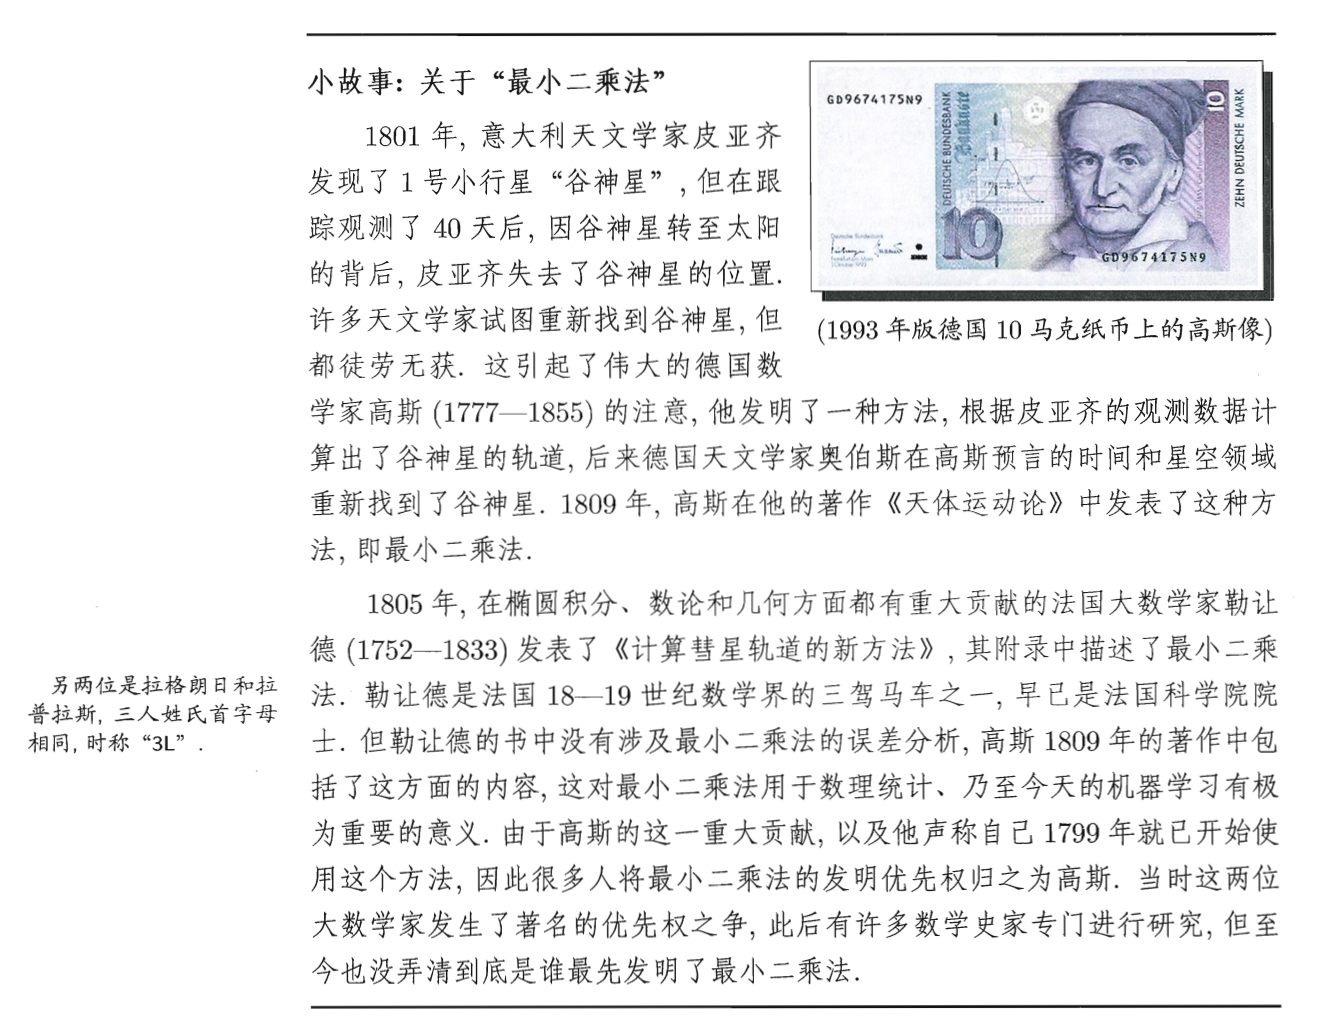 小故事: 关于“最小二乘法”
1801 年, 意大利天文学家皮亚齐
发现了 1 号小行星“谷神星”, 但在跟
踪观测了 40 天后, 因谷神星转至太阳
的背后, 皮亚齐失去了谷神星的位置.
许多天文学家试图重新找到谷神星, 但
都徒劳无获. 这引起了伟大的德国数
GD9674175N9
DEUTSCHE BUNDESBANK
Banknote
10
10
ZEHN DEUTSCHE MARK
Deutsche Bundesbank
GD9674175N9
(1993 年版德国 10 马克纸币上的高斯像)
学家高斯 (1777—1855) 的注意, 他发明了一种方法, 根据皮亚齐的观测数据计
算出了谷神星的轨道, 后来德国天文学家奥伯斯在高斯预言的时间和星空领域
重新找到了谷神星. 1809 年, 高斯在他的著作《天体运动论》中发表了这种方
法, 即最小二乘法.
1805 年, 在椭圆积分、数论和几何方面都有重大贡献的法国大数学家勒让
德 (1752—1833) 发表了《计算彗星轨道的新方法》, 其附录中描述了最小二乘
法. 勒让德是法国 18—19 世纪数学界的三驾马车之一, 早已是法国科学院院
士. 但勒让德的书中没有涉及最小二乘法的误差分析, 高斯 1809 年的著作中包
括了这方面的内容, 这对最小二乘法用于数理统计、乃至今天的机器学习有极
为重要的意义. 由于高斯的这一重大贡献, 以及他声称自己 1799 年就已开始使
用这个方法, 因此很多人将最小二乘法的发明优先权归之为高斯. 当时这两位
大数学家发生了著名的优先权之争, 此后有许多数学史家专门进行研究, 但至
今也没弄清到底是谁最先发明了最小二乘法.
另两位是拉格朗日和拉
普拉斯, 三人姓氏首字母
相同, 时称“3L”.